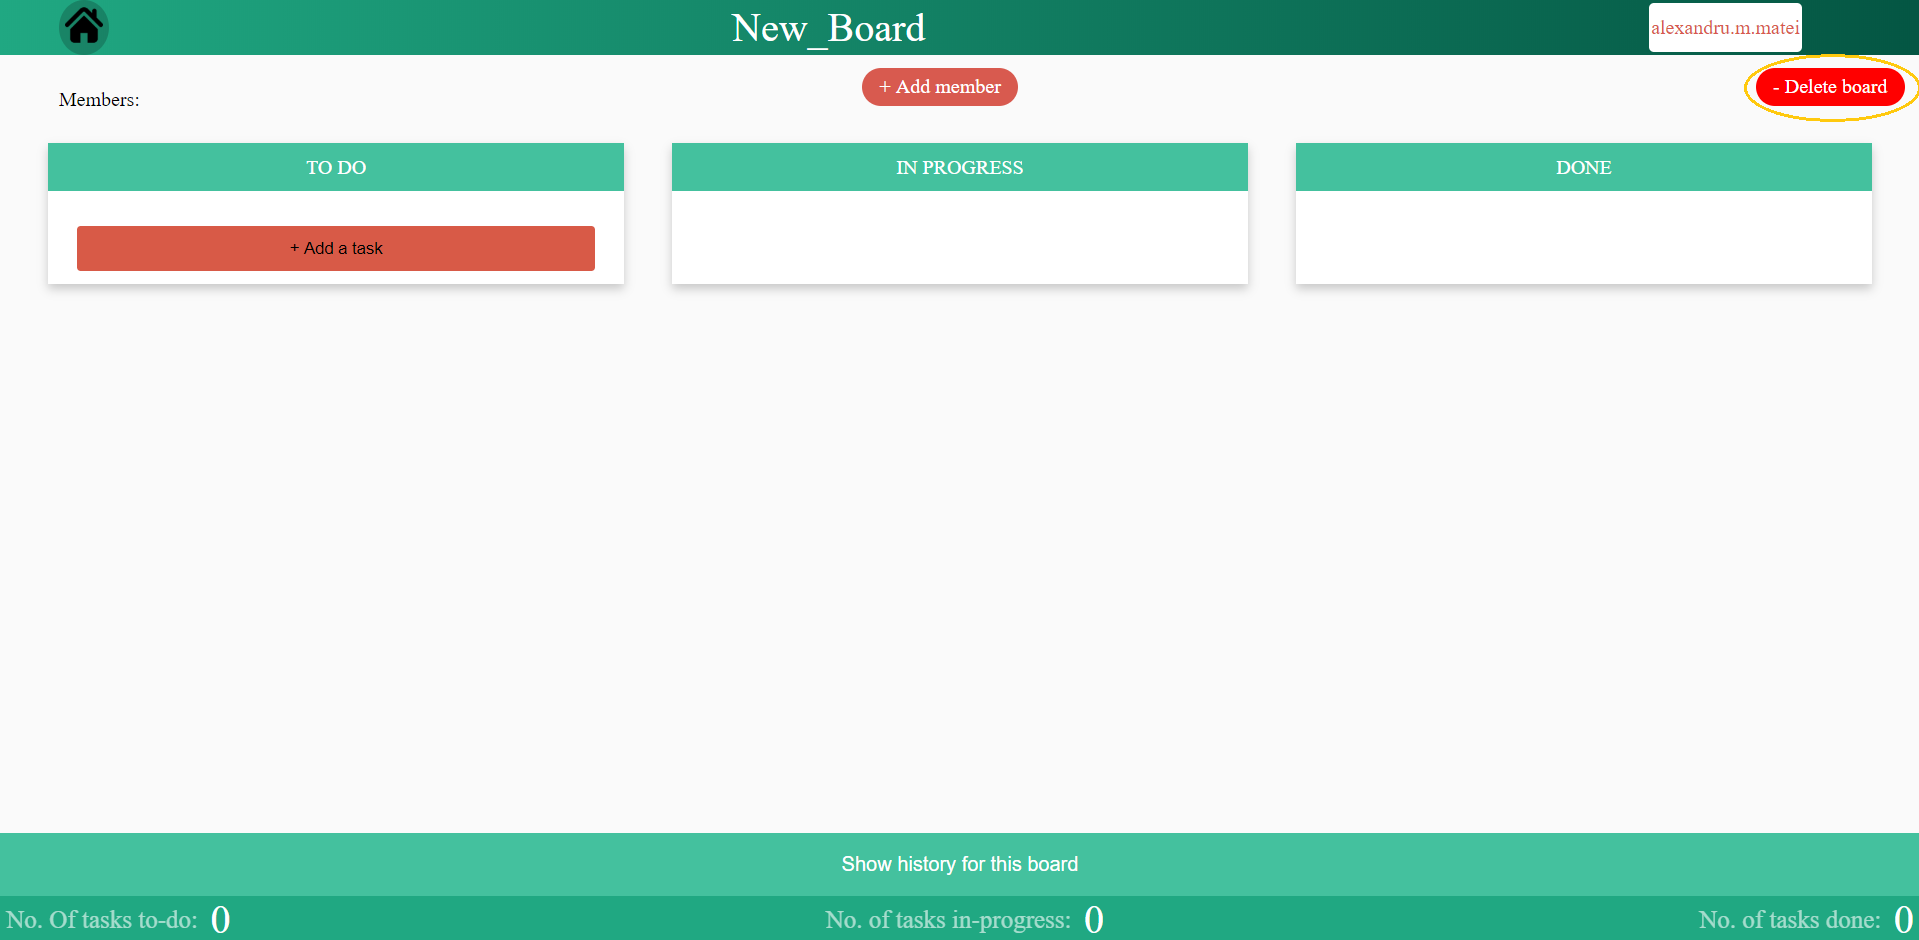 New_Board
alexandru.m.matei
Members:
+ Add member
- Delete board
TO DO
IN PROGRESS
DONE
+ Add a task
Show history for this board
No. Of tasks to-do: 0
No. of tasks in-progress: 0
No. of tasks done: 0